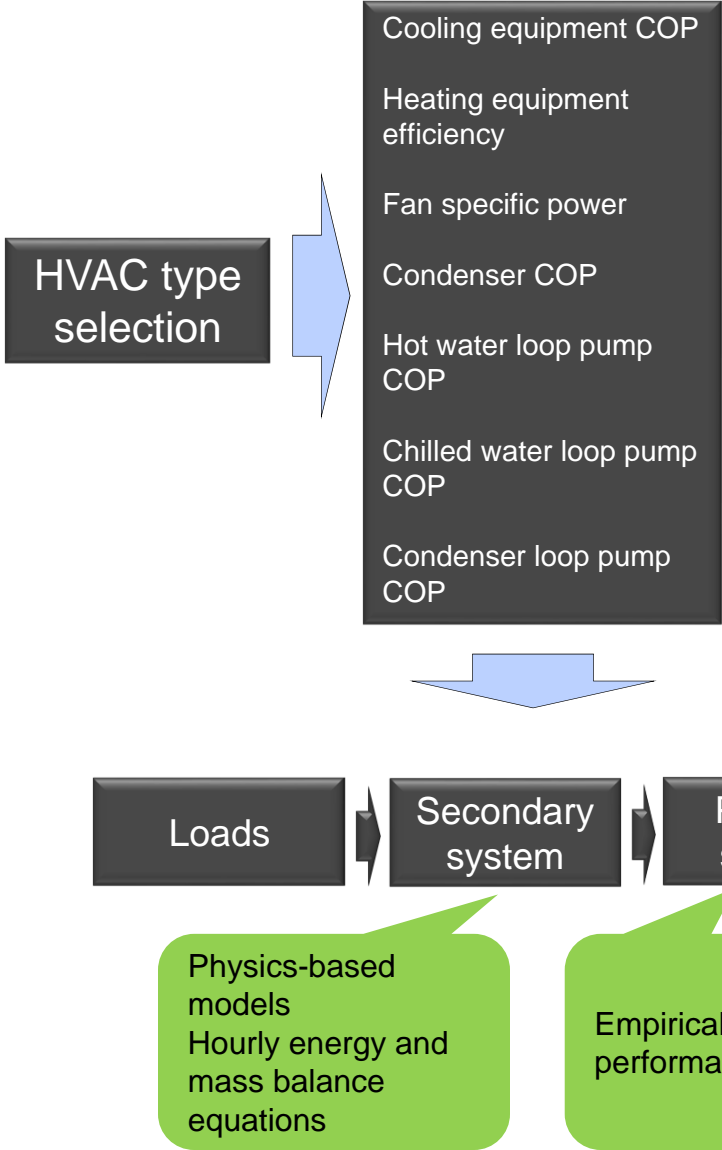 Cooling equipment COP
Heating equipment
efficiency
Fan specific power
Condenser COP
Hot water loop pump
COP
Chilled water loop pump
COP
Condenser loop pump
COP
HVAC type
selection
Loads
Secondary
system
Physics-based
models
Hourly energy and
mass balance
equations
Empirical